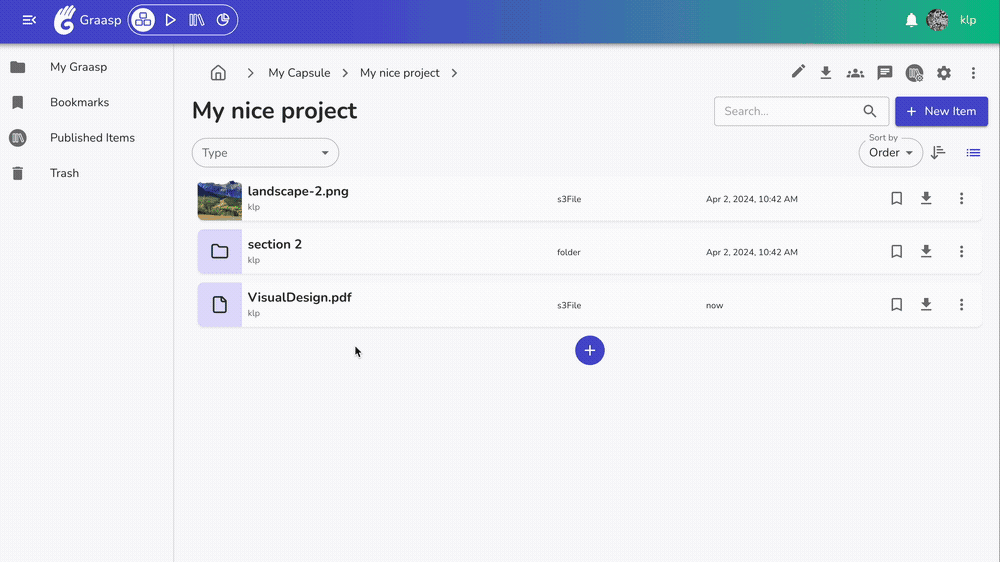 Graasp
klp
My Graasp
Bookmarks
Published Items
Trash
My Capsule
My nice project
My nice project
Search...
New Item
Type
Sort by
Order
landscape-2.png
klp
s3File
Apr 2, 2024, 10:42 AM
section 2
klp
folder
Apr 2, 2024, 10:42 AM
VisualDesign.pdf
klp
s3File
now